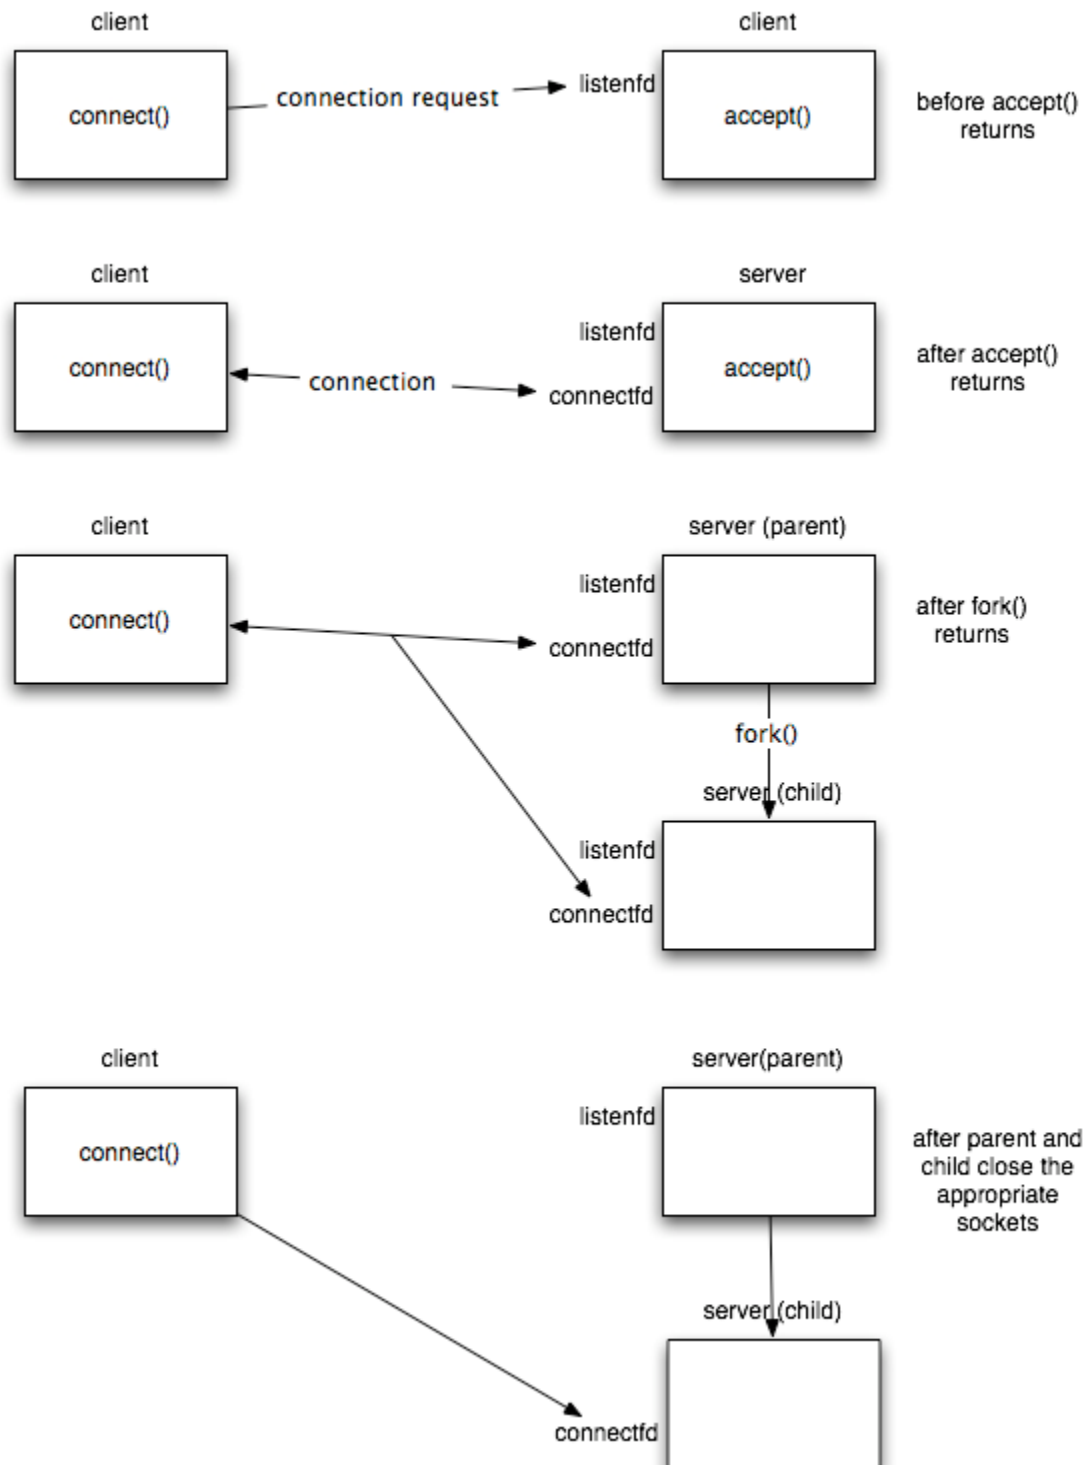 client
client
connect()
connection request
listenfd
accept()
before accept()
returns
client
server
connect()
connection
listenfd
connectfd
accept()
after accept()
returns
client
server (parent)
connect()
listenfd
connectfd
after fork()
returns
fork()
server (child)
listenfd
connectfd
client
server(parent)
connect()
listenfd
after parent and
child close the
appropriate
sockets
server (child)
connectfd